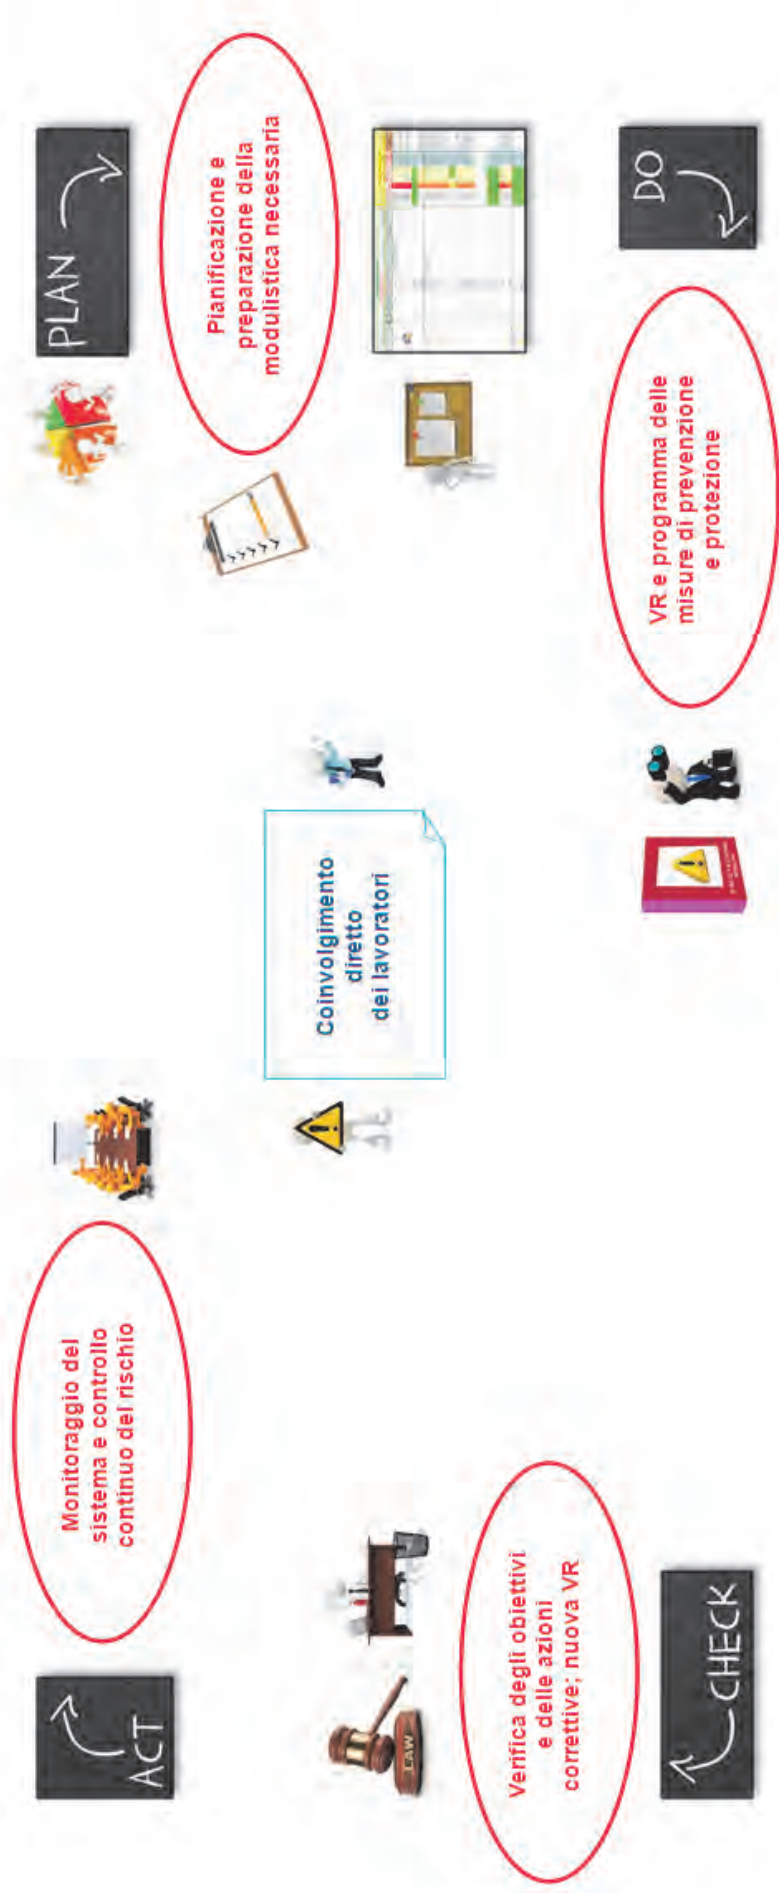 ACT
Monitoraggio del
sistema e controllo
continuo del rischio
PLAN
Pianificazione e
preparazione della
modulistica necessaria
Coinvolgimento
diretto
dei lavoratori
LAW
Verifica degli obiettivi
e delle azioni
correttive; nuova VR
CHECK
VR e programma delle
misure di prevenzione
e protezione
DO